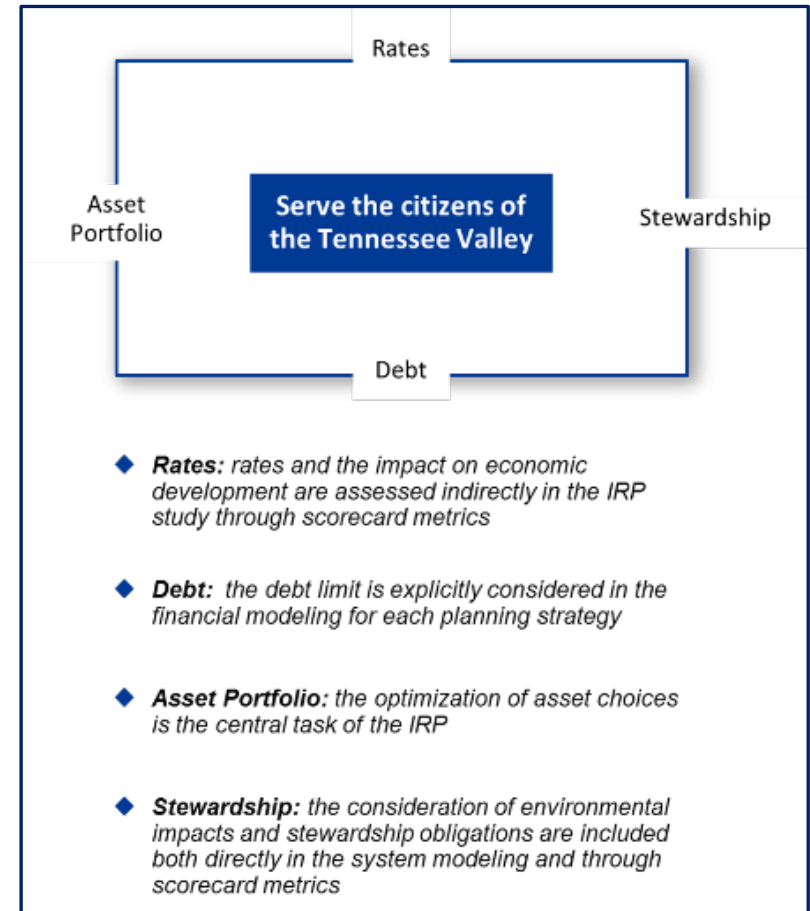 Rates
Asset
Portfolio
Serve the citizens of
the Tennessee Valley
Stewardship
Debt
◆ Rates: rates and the impact on economic
development are assessed indirectly in the IRP
study through scorecard metrics
◆ Debt: the debt limit is explicitly considered in the
financial modeling for each planning strategy
◆ Asset Portfolio: the optimization of asset choices
is the central task of the IRP
◆ Stewardship: the consideration of environmental
impacts and stewardship obligations are included
both directly in the system modeling and through
scorecard metrics